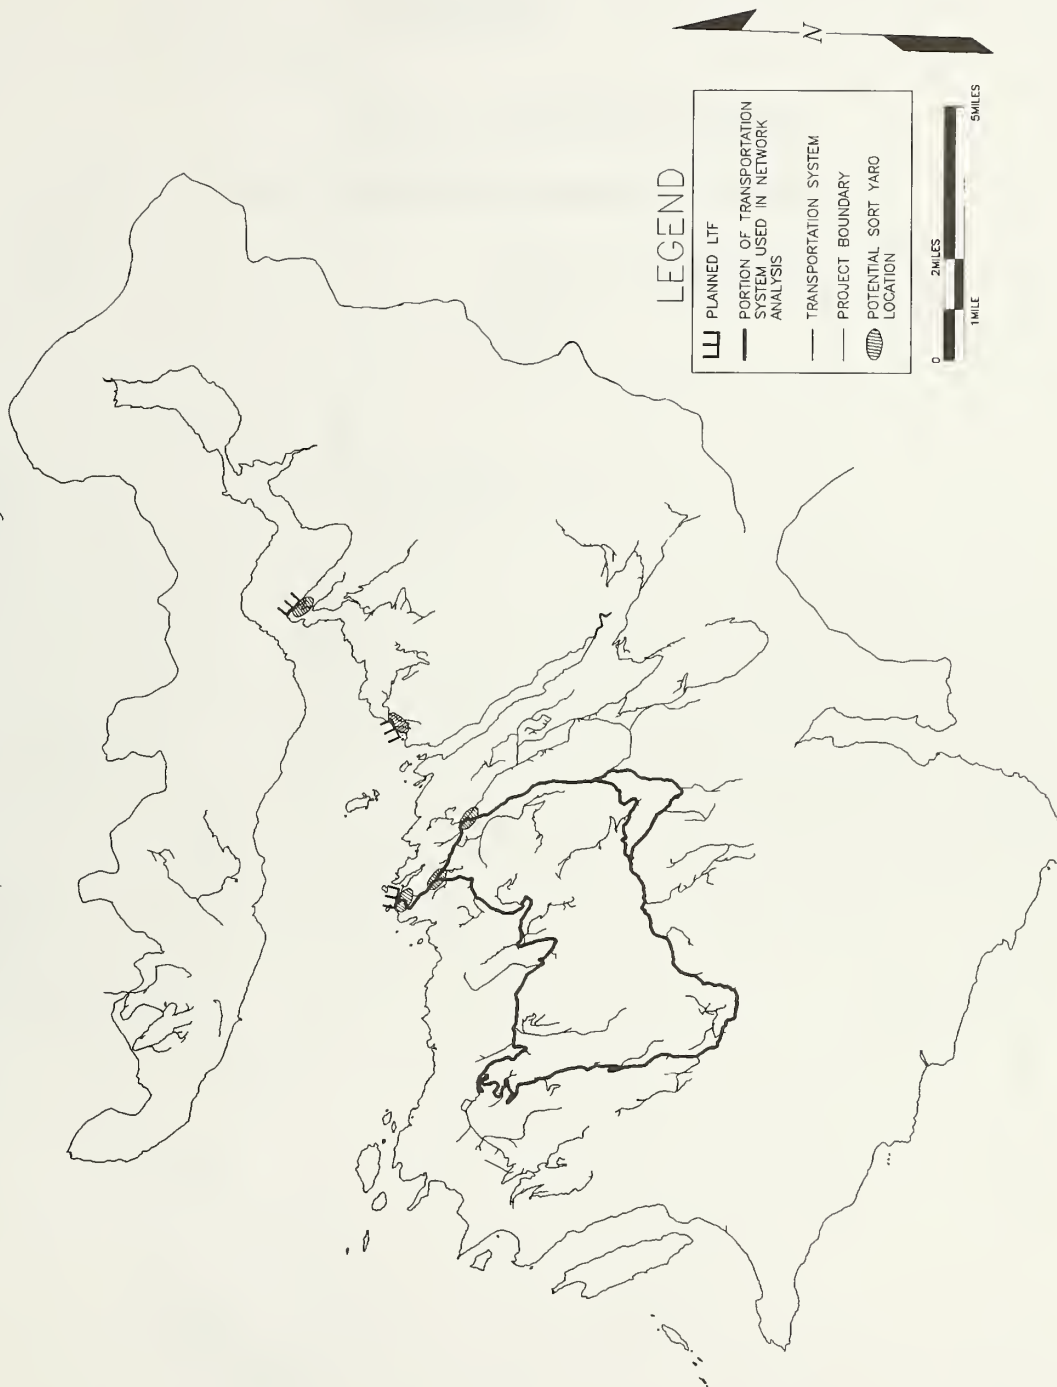 N
LEGEND
PLANNED LTF
PORTION OF TRANSPORTATION
SYSTEM USED IN NETWORK
ANALYSIS
TRANSPORTATION SYSTEM
PROJECT BOUNDARY
POTENTIAL SORT YARO
LOCATION
0
2MILES
1MILE
5MILES